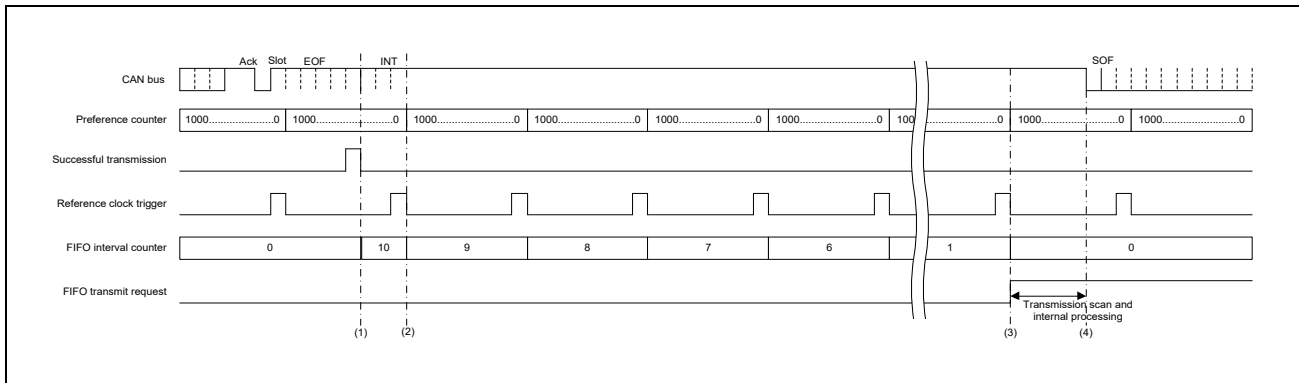 Ack Slot EOF INT SOF
CAN bus
Preference counter 1000......................0 1000......................0 1000......................0 1000......................0 1000......................0 1000......................0 100 .0 1000......................0 1000......................0
Successful transmission
Reference clock trigger
FIFO interval counter 0 10 9 8 7 6 1 0
FIFO transmit request
Transmission scan and
internal processing
(1) (2) (3) (4)